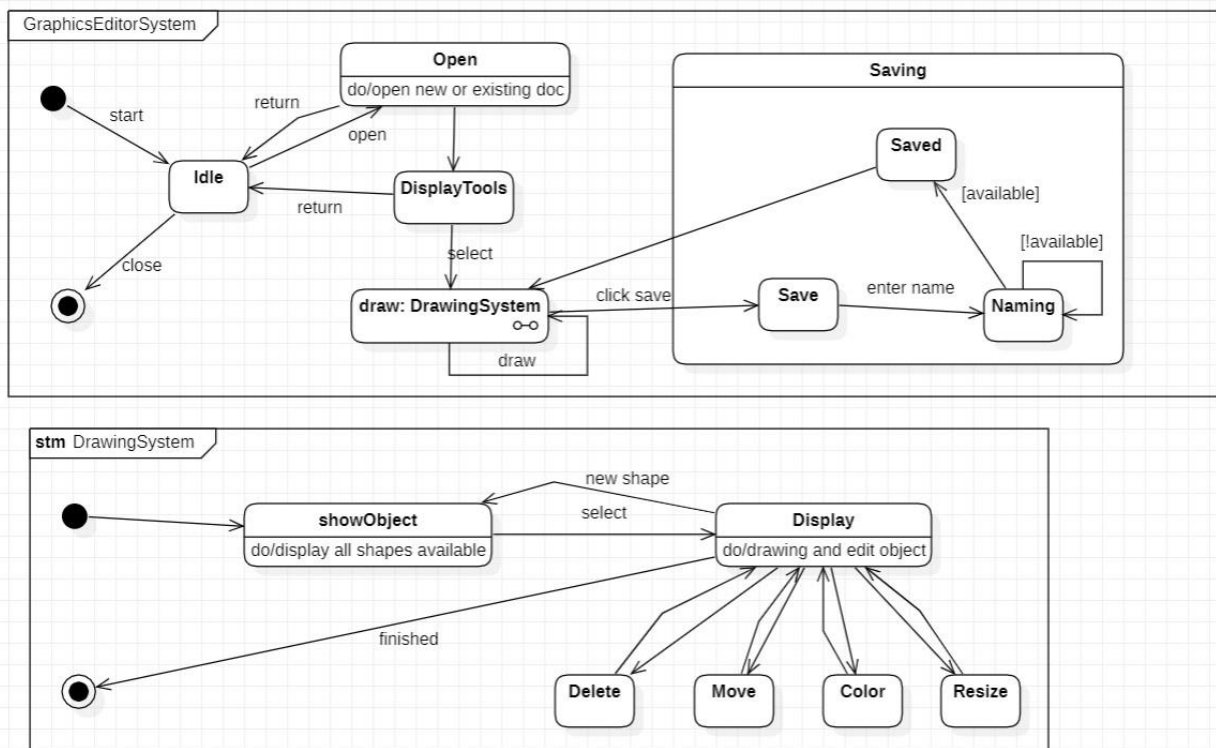 GraphicsEditorSystem
Open
do/open new or existing doc
Saving
return
start
open
Saved
Idle
DisplayTools
[available]
return
[!available]
select
close
draw: DrawingSystem
click save
Save
enter name
Naming
draw
stm DrawingSystem
new shape
showObject
select
Display
do/display all shapes available
do/drawing and edit object
finished
Delete
Move
Color
Resize